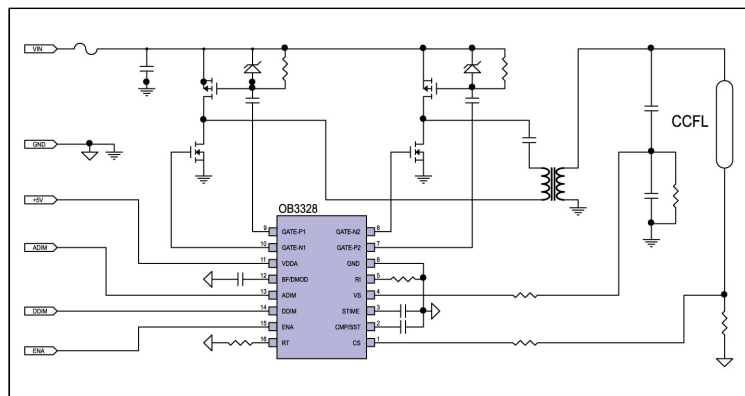 VIN
GND
+5V
ADIM
DDIM
ENA
CCFL
OB3328
9 GATE-P1 GATE-N2 8
10 GATE-N1 GATE-P2 7
11 VDDA GND 6
12 BF/DMOD RI 5
13 ADIM VS 4
14 DDIM STIME 3
15 ENA CMP/SST 2
16 RT CS 1